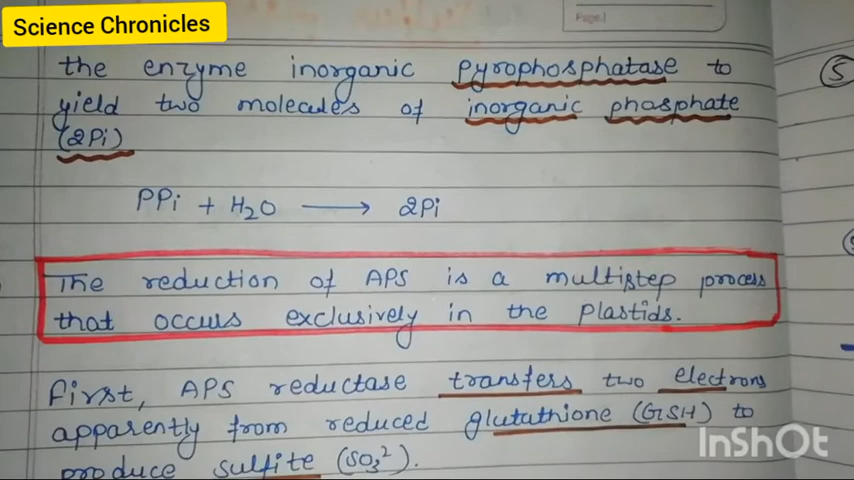 Science Chronicles
Page:
the enzyme inorganic pyrophosphatase to
yield two molecules of inorganic phosphate
(2Pi)
PPi + H₂O ⟶ 2Pi
The reduction of APS is a multistep process
that occurs exclusively in the plastids.
First, APS reductase transfers two electrons
apparently from reduced glutathione (GSH) to
produce sulfite (SO₃²).
InShOt